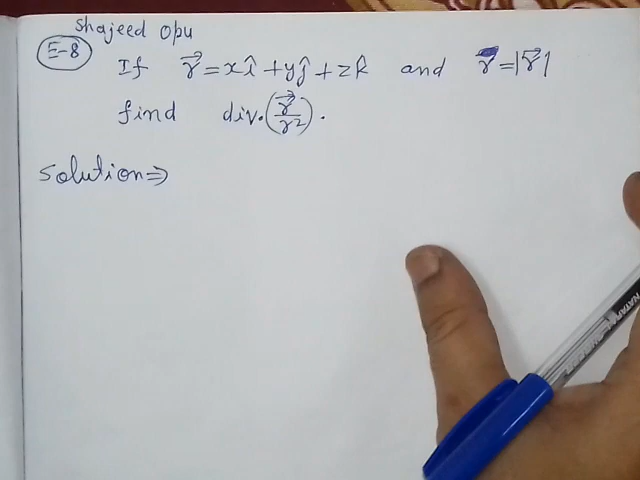 Shajeed Opu
E-8
If r⃗ = xî + yĵ + zk̂ and r = |r⃗|
find div.(r⃗/r²).
Solution⇒